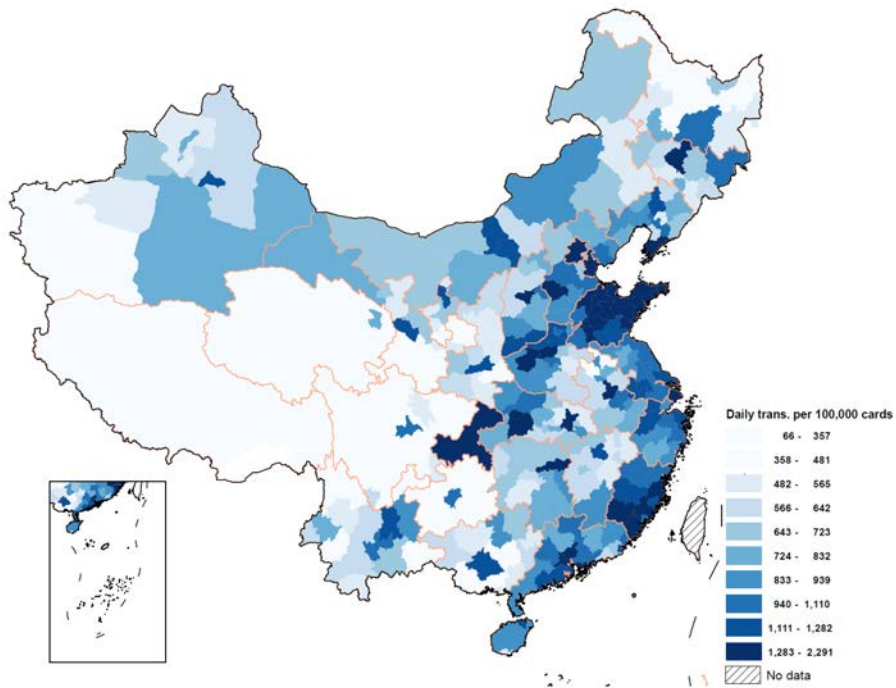 Daily trans. per 100,000 cards
66 - 357
358 - 481
482 - 565
566 - 642
643 - 723
724 - 832
833 - 939
940 - 1,110
1,111 - 1,282
1,283 - 2,291
No data